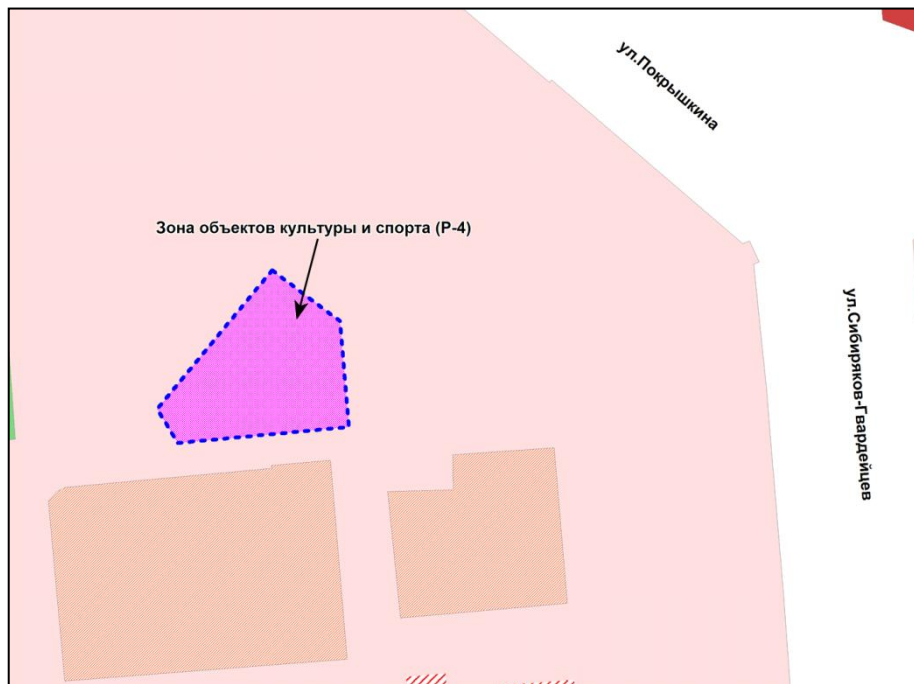 ул.Покрышкина
Зона объектов культуры и спорта (Р-4)
ул.Сибиряков-Гвардейцев